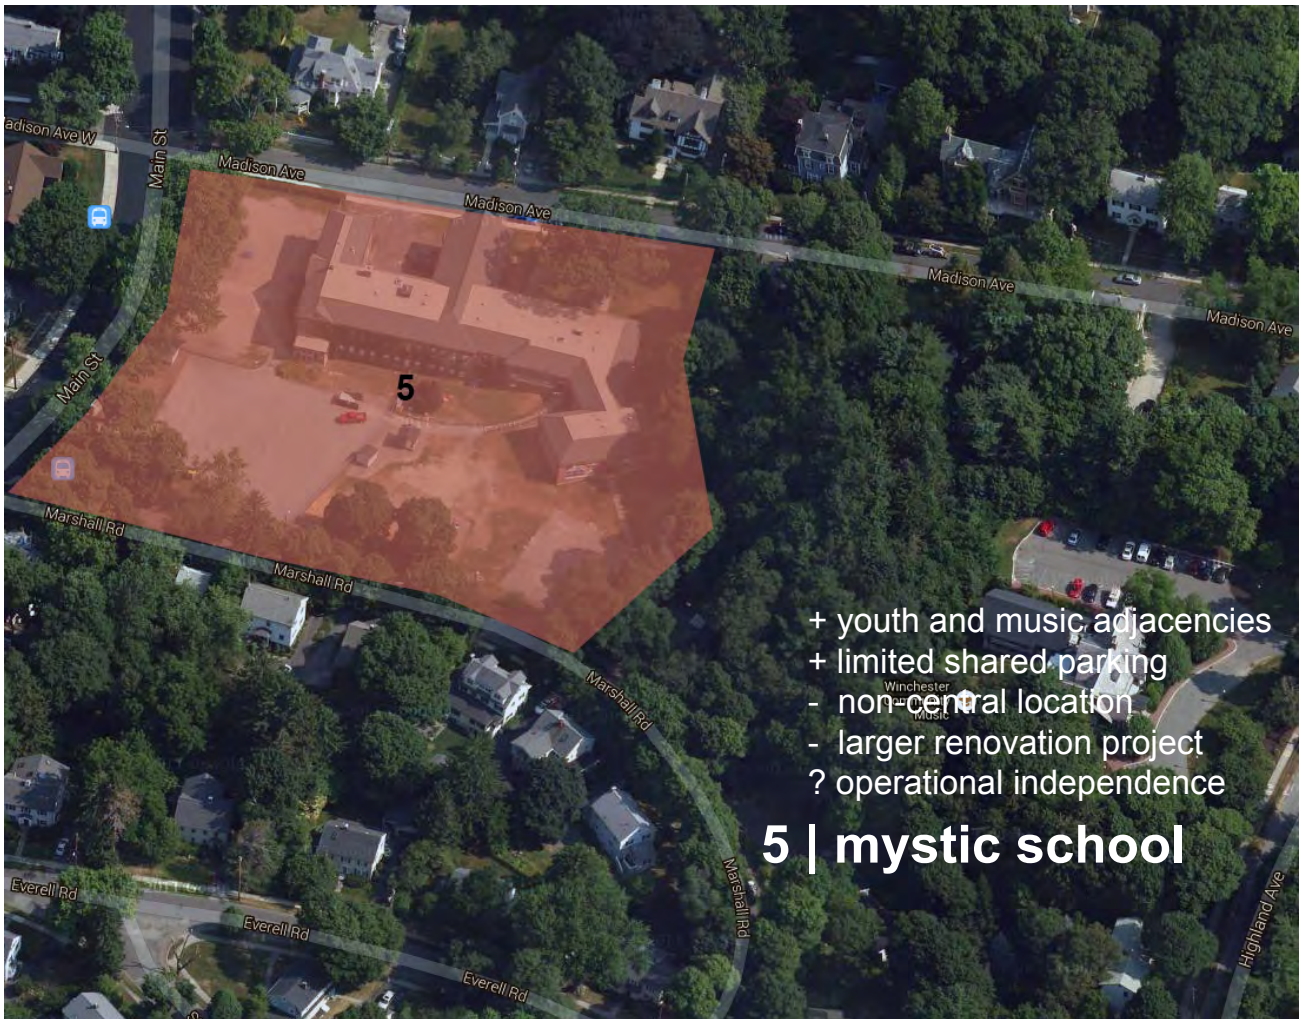 Madison Ave W
Main St
Madison Ave
Madison Ave
Madison Ave
Madison Ave
Main St
5
Marshall Rd
Marshall Rd
Marshall Rd
Marshall Rd
+ youth and music adjacencies
+ limited shared parking
Winchester
- non-central location
Music
- larger renovation project
? operational independence
5 | mystic school
Everell Rd
Everell Rd
Everell Rd
Highland Ave